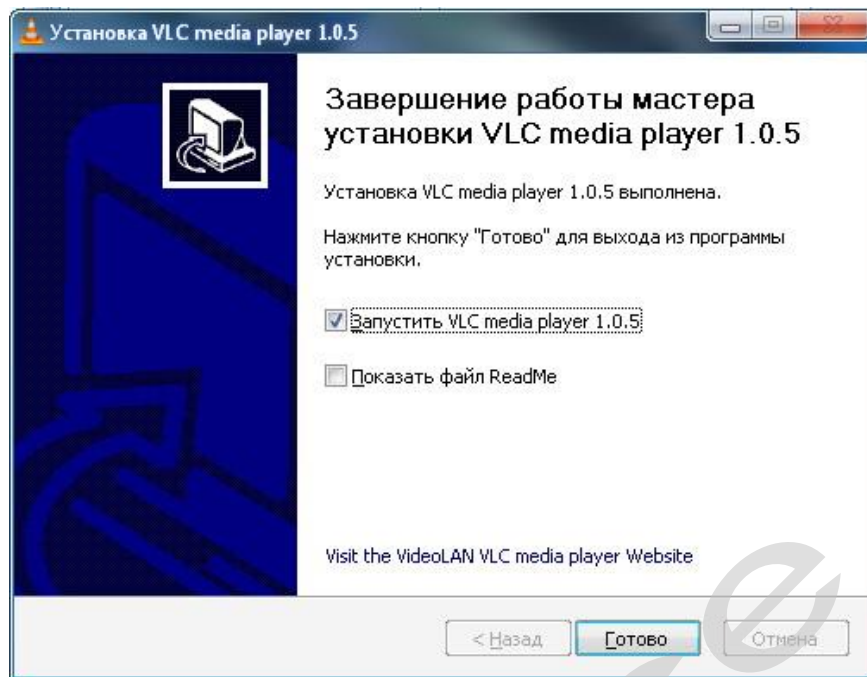 Установка VLC media player 1.0.5
Завершение работы мастера
установки VLC media player 1.0.5
Установка VLC media player 1.0.5 выполнена.
Нажмите кнопку "Готово" для выхода из программы
установки.
Запустить VLC media player 1.0.5
Показать файл ReadMe
Visit the VideoLAN VLC media player Website
< Назад
Готово
Отмена